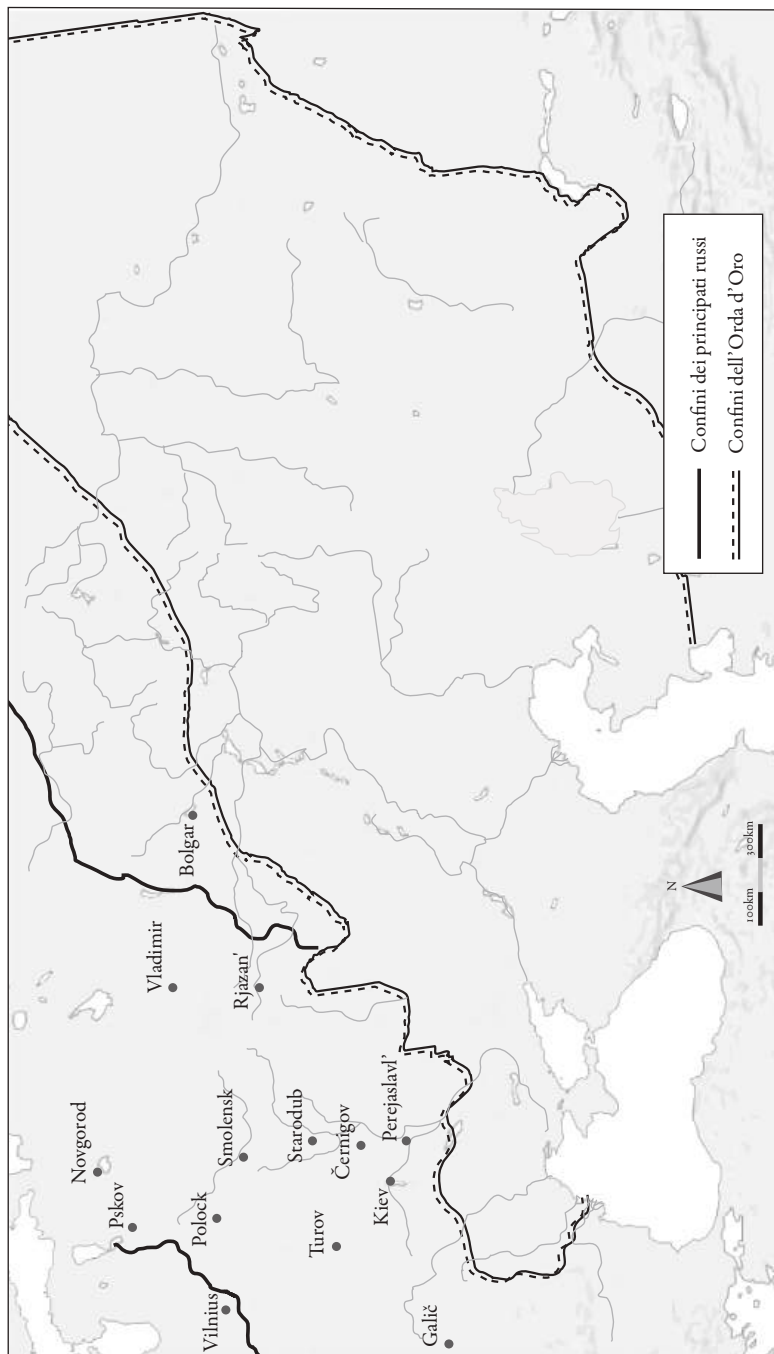 Novgorod
Pskov
Vladimir
Bolgar
Polock
Vilnius
Smolensk
Rjazan'
Starodub
Turov
Černigov
Kiev
Perejaslavl'
Galič
N
100km
300km
Confini dei principati russi
Confini dell'Orda d'Oro